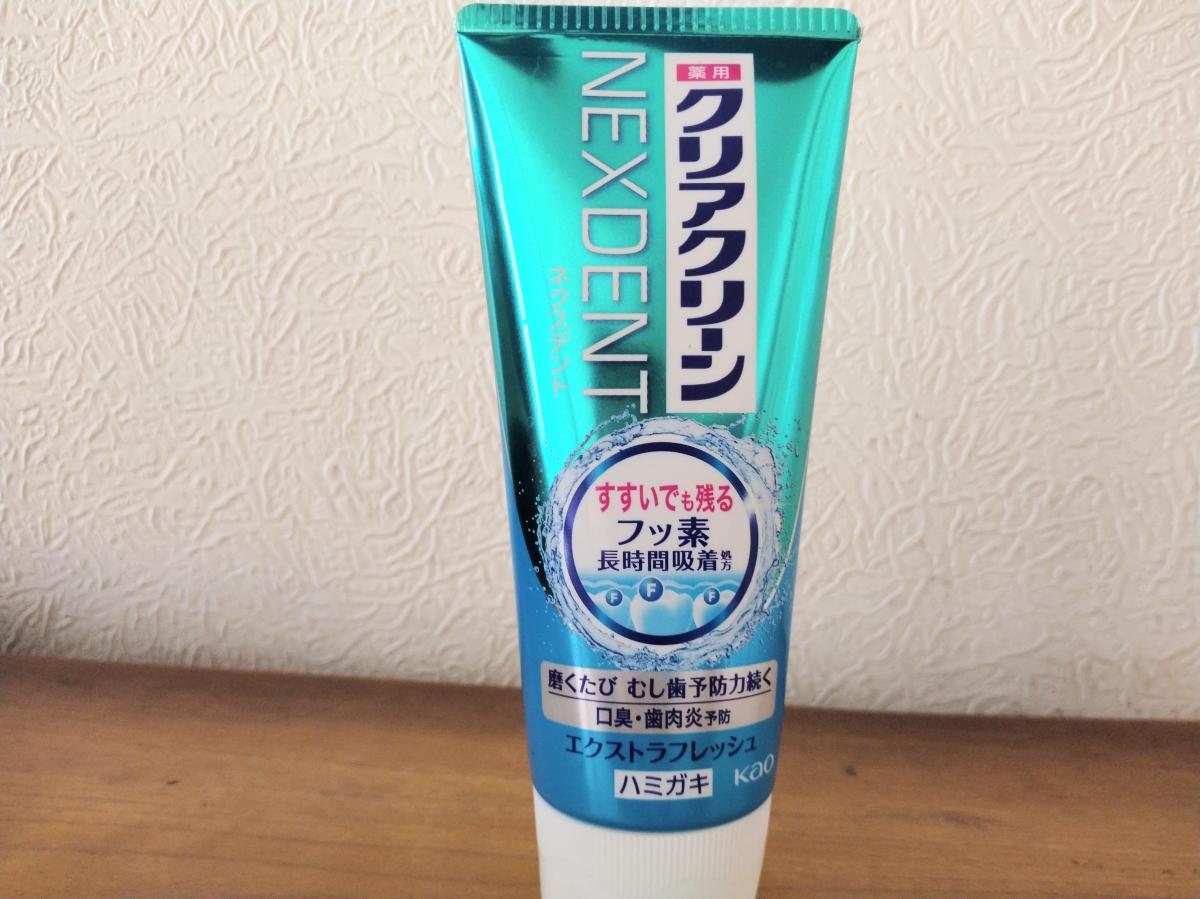 薬用
クリアクリーン
NEXDENT
ネクスデント
すすいでも残る
フッ素
長時間吸着処方
F F F
磨くたび むし歯予防力続く
口臭・歯肉炎予防
エクストラフレッシュ
ハミガキ
Kao